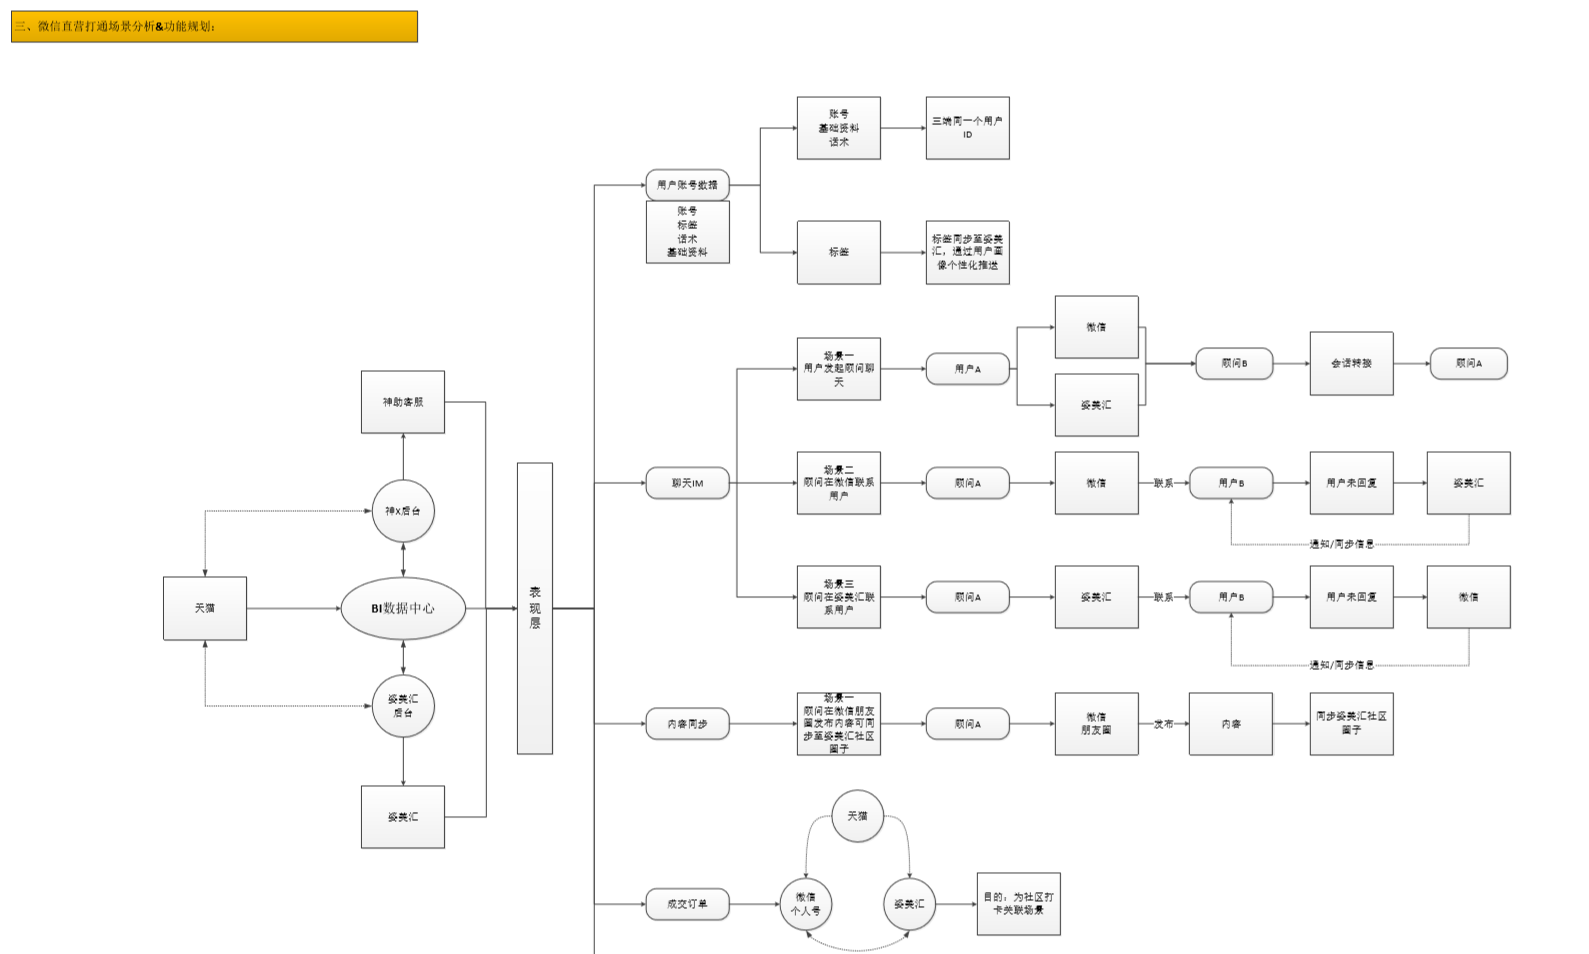 三、微信直营打通场景分析&功能规划：
账号
基础资料
话术
三端同一个用户
ID
用户账号数据
账号
标签
话术
基础资料
标签
标签同步至姿美
汇，通过用户画
像个性化推送
场景一
用户发起顾问聊
天
用户A
微信
姿美汇
顾问B
会话转接
顾问A
聊天IM
场景二
顾问在微信联系
用户
顾问A
微信
联系
用户B
用户未回复
姿美汇
通知/同步信息
场景三
顾问在姿美汇联
系用户
顾问A
姿美汇
联系
用户B
用户未回复
微信
通知/同步信息
神助客服
神x后台
天猫
BI数据中心
姿美汇
后台
姿美汇
表
现
层
内容同步
场景一
顾问在微信朋友
圈发布内容可同
步至姿美汇社区
圈子
顾问A
微信
朋友圈
发布
内容
同步姿美汇社区
圈子
天猫
成交订单
微信
个人号
姿美汇
目的：为社区打
卡关联场景